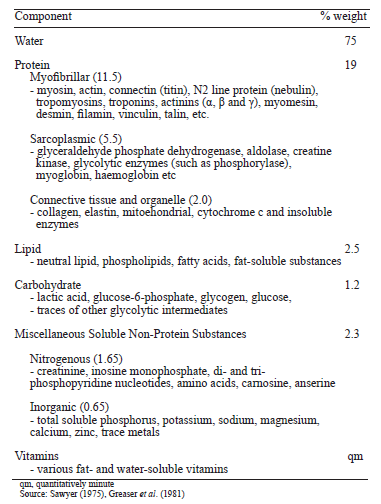 Component % weight
Water 75
Protein 19
Myofibrillar (11.5)
- myosin, actin, connectin (titin), N2 line protein (nebulin),
tropomyosins, troponins, actinins (α, β and γ), myomesin,
desmin, filamin, vinculin, talin, etc.
Sarcoplasmic (5.5)
- glyceraldehyde phosphate dehydrogenase, aldolase, creatine
kinase, glycolytic enzymes (such as phosphorylase),
myoglobin, haemoglobin etc
Connective tissue and organelle (2.0)
- collagen, elastin, mitoehondrial, cytochrome c and insoluble
enzymes
Lipid 2.5
- neutral lipid, phospholipids, fatty acids, fat-soluble substances
Carbohydrate 1.2
- lactic acid, glucose-6-phosphate, glycogen, glucose,
- traces of other glycolytic intermediates
Miscellaneous Soluble Non-Protein Substances 2.3
Nitrogenous (1.65)
- creatinine, inosine monophosphate, di- and tri-
phosphopyridine nucleotides, amino acids, carnosine, anserine
Inorganic (0.65)
- total soluble phosphorus, potassium, sodium, magnesium,
calcium, zinc, trace metals
Vitamins qm
- various fat- and water-soluble vitamins
qm, quantitatively minute
Source: Sawyer (1975), Greaser et al. (1981)